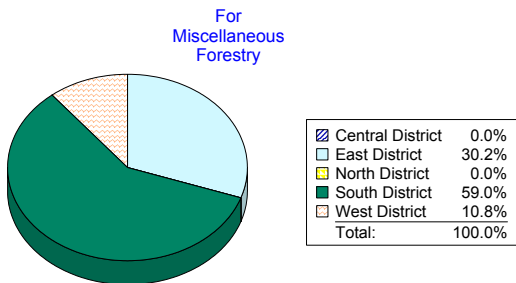 For
Miscellaneous
Forestry
Central District 0.0%
East District 30.2%
North District 0.0%
South District 59.0%
West District 10.8%
Total: 100.0%